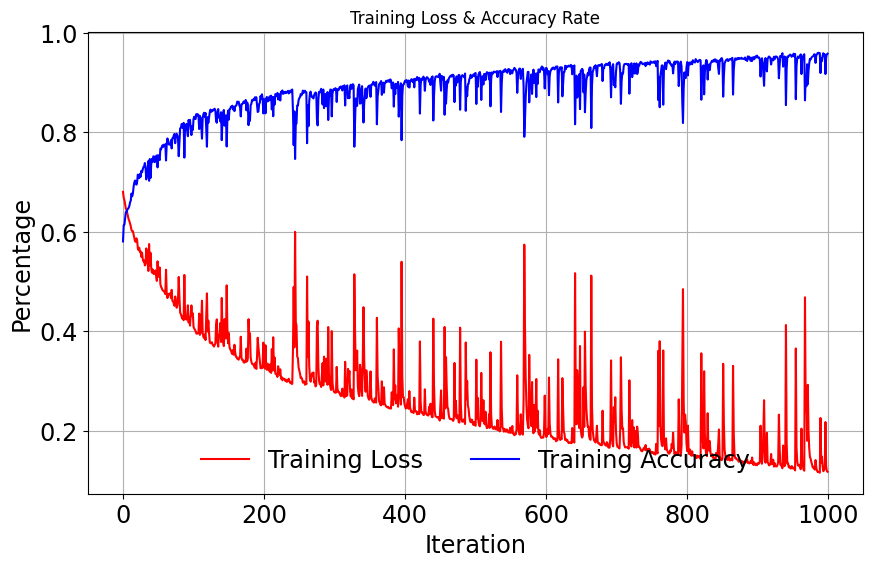 Training Loss & Accuracy Rate
1.0
0.8
0.6
0.4
0.2
Percentage
Training Loss
Training Accuracy
0 200 400 600 800 1000
Iteration